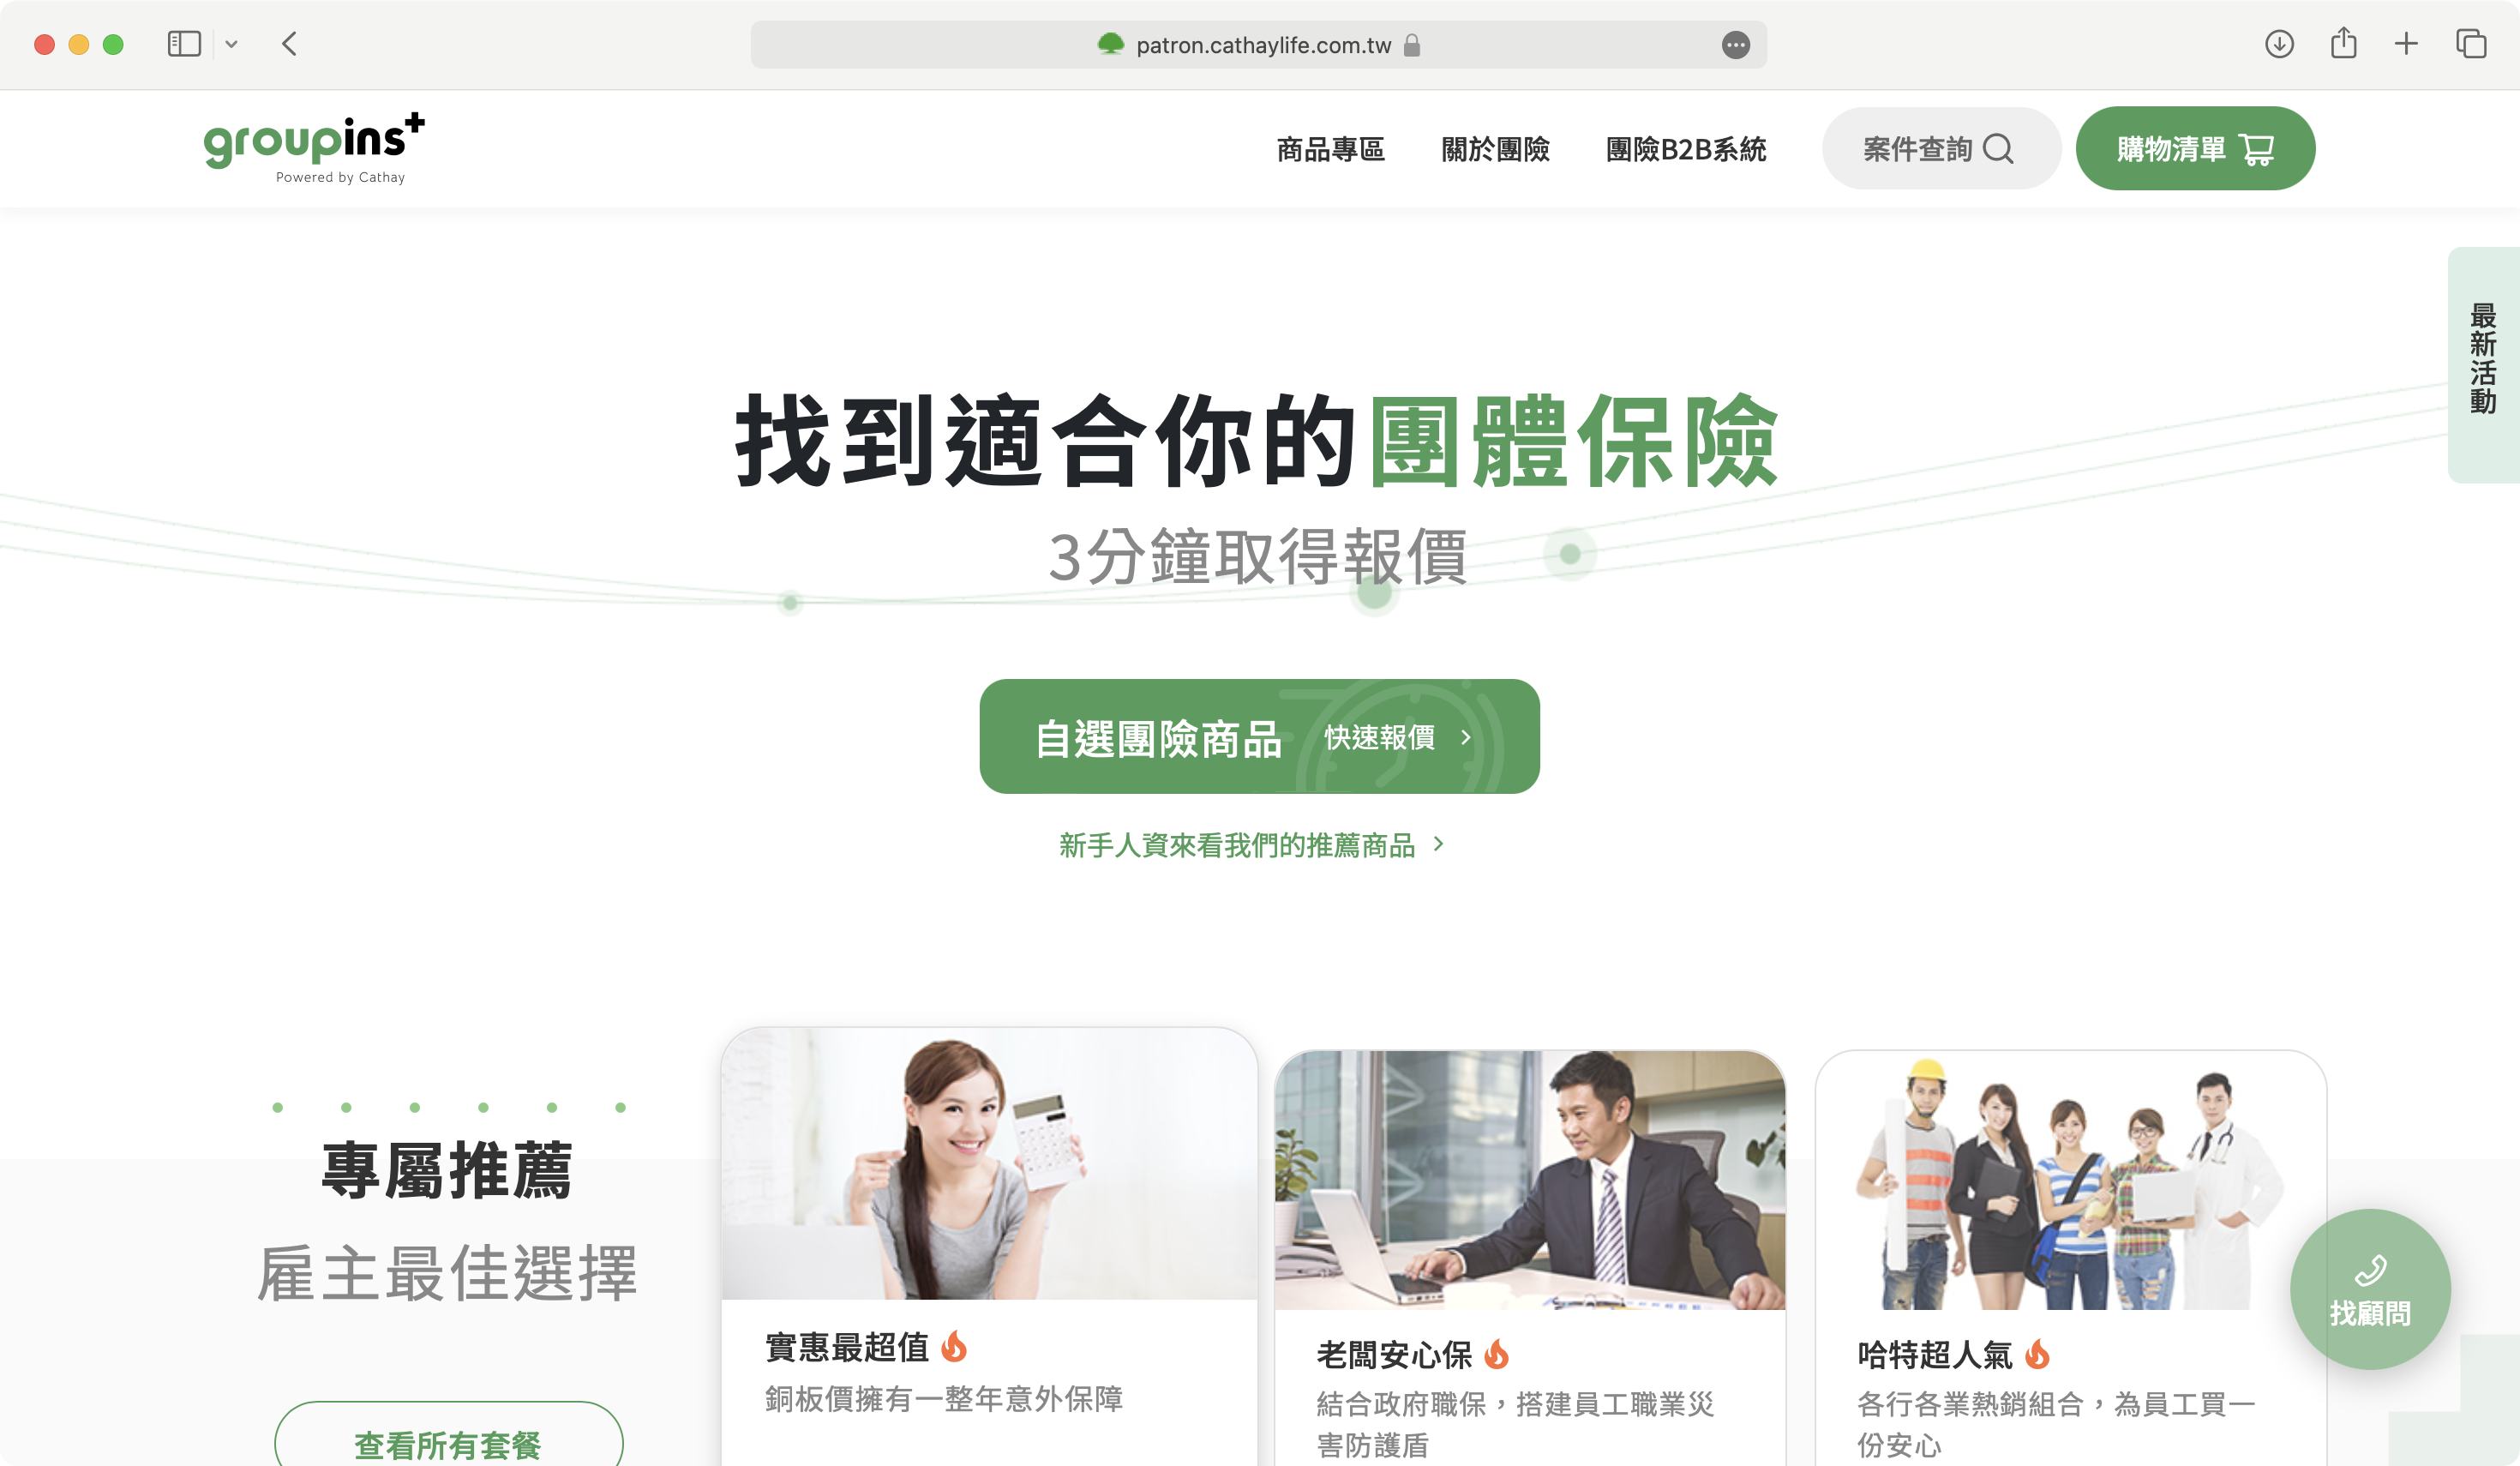 patron.cathaylife.com.tw
groupins+
Powered by Cathay
商品專區
關於團險
團險B2B系統
案件查詢
購物清單
最新活動
找到適合你的團體保險
3分鐘取得報價
自選團險商品 快速報價
新手人資來看我們的推薦商品
專屬推薦
雇主最佳選擇
查看所有套餐
實惠最超值
銅板價擁有一整年意外保障
老闆安心保
結合政府職保，搭建員工職業災
害防護盾
哈特超人氣
各行各業熱銷組合，為員工買一
份安心
找顧問